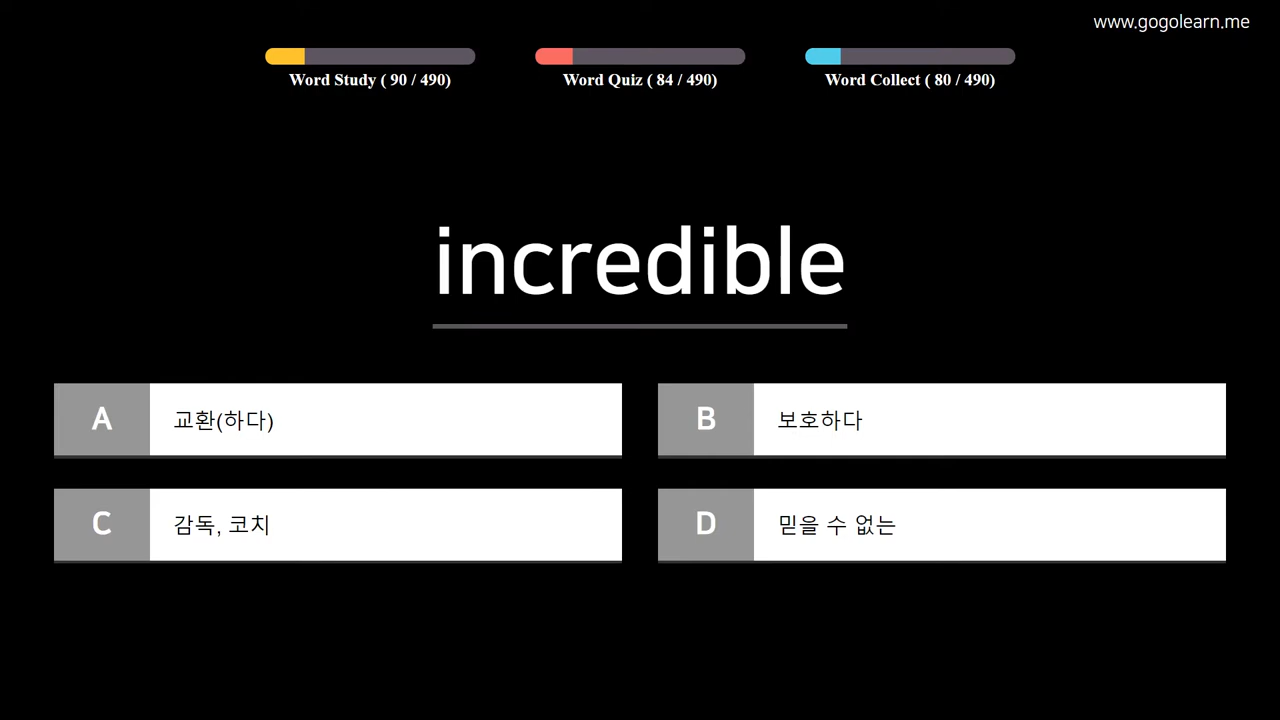 www.gogolearn.me
Word Study ( 90 / 490)
Word Quiz ( 84 / 490)
Word Collect ( 80 / 490)
incredible
A 교환(하다)
B 보호하다
C 감독, 코치
D 믿을 수 없는